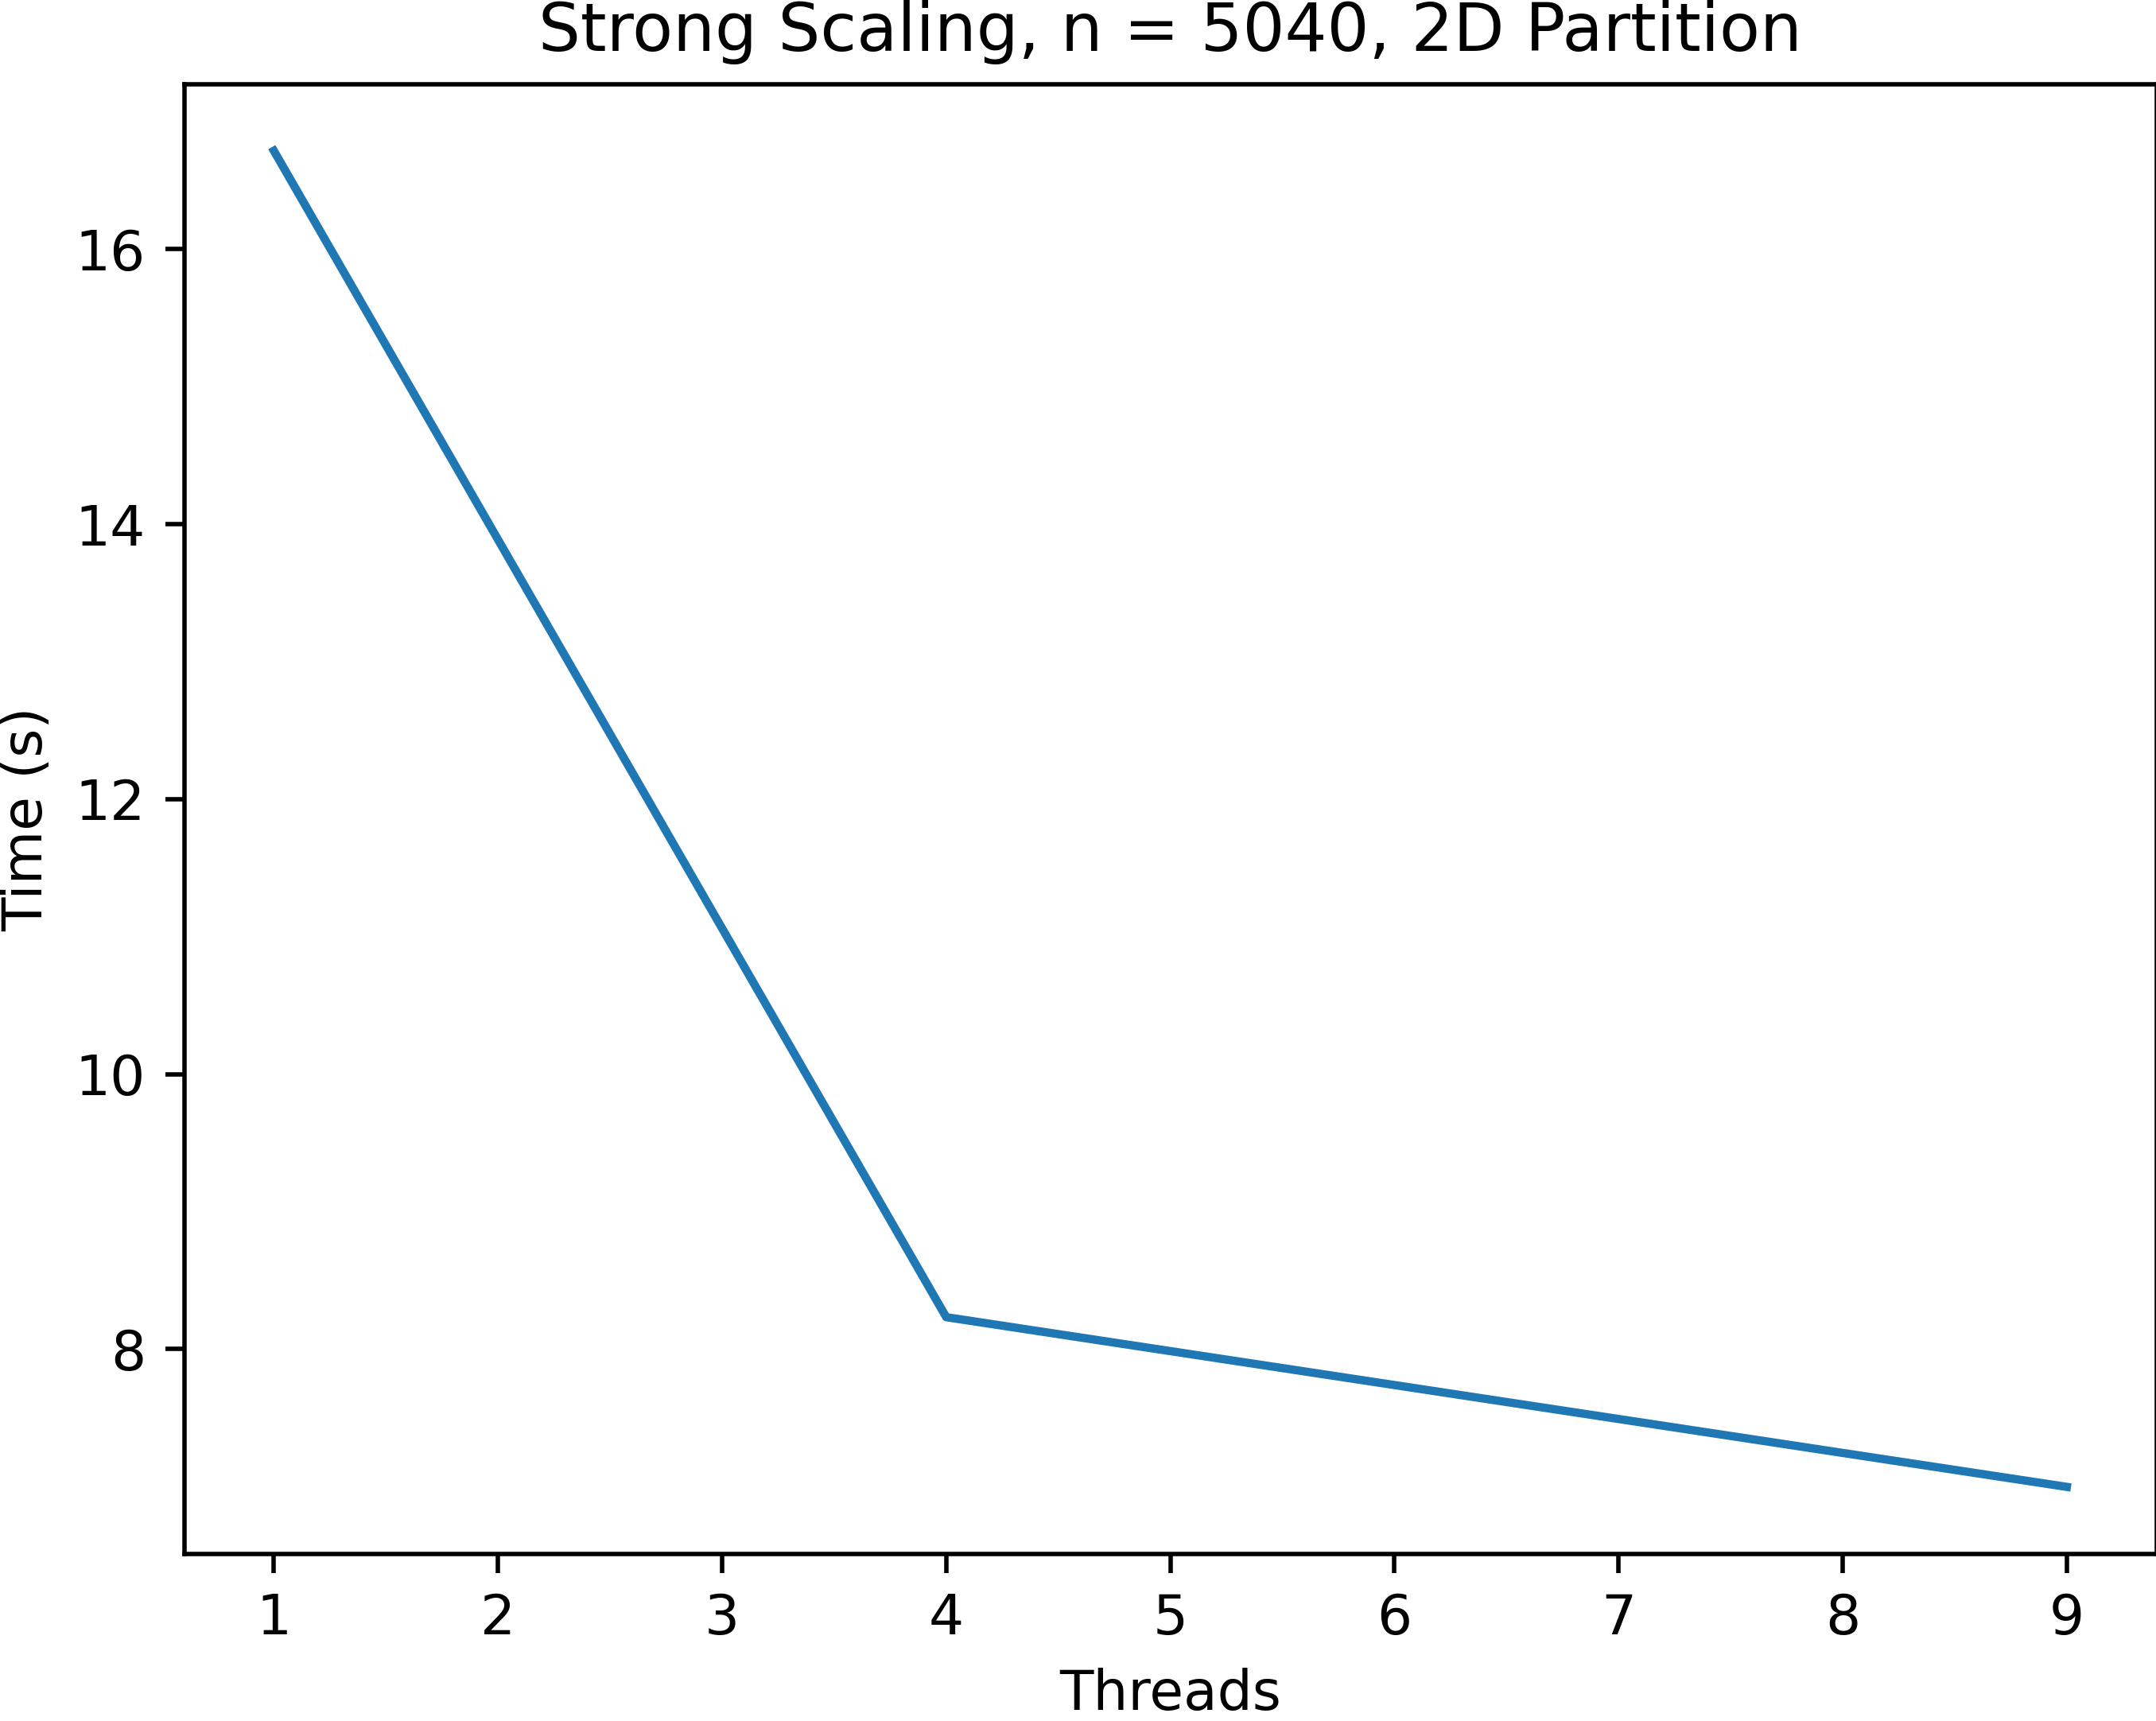 Strong Scaling, n = 5040, 2D Partition
16
14
12
10
8
Time (s)
1 2 3 4 5 6 7 8 9
Threads